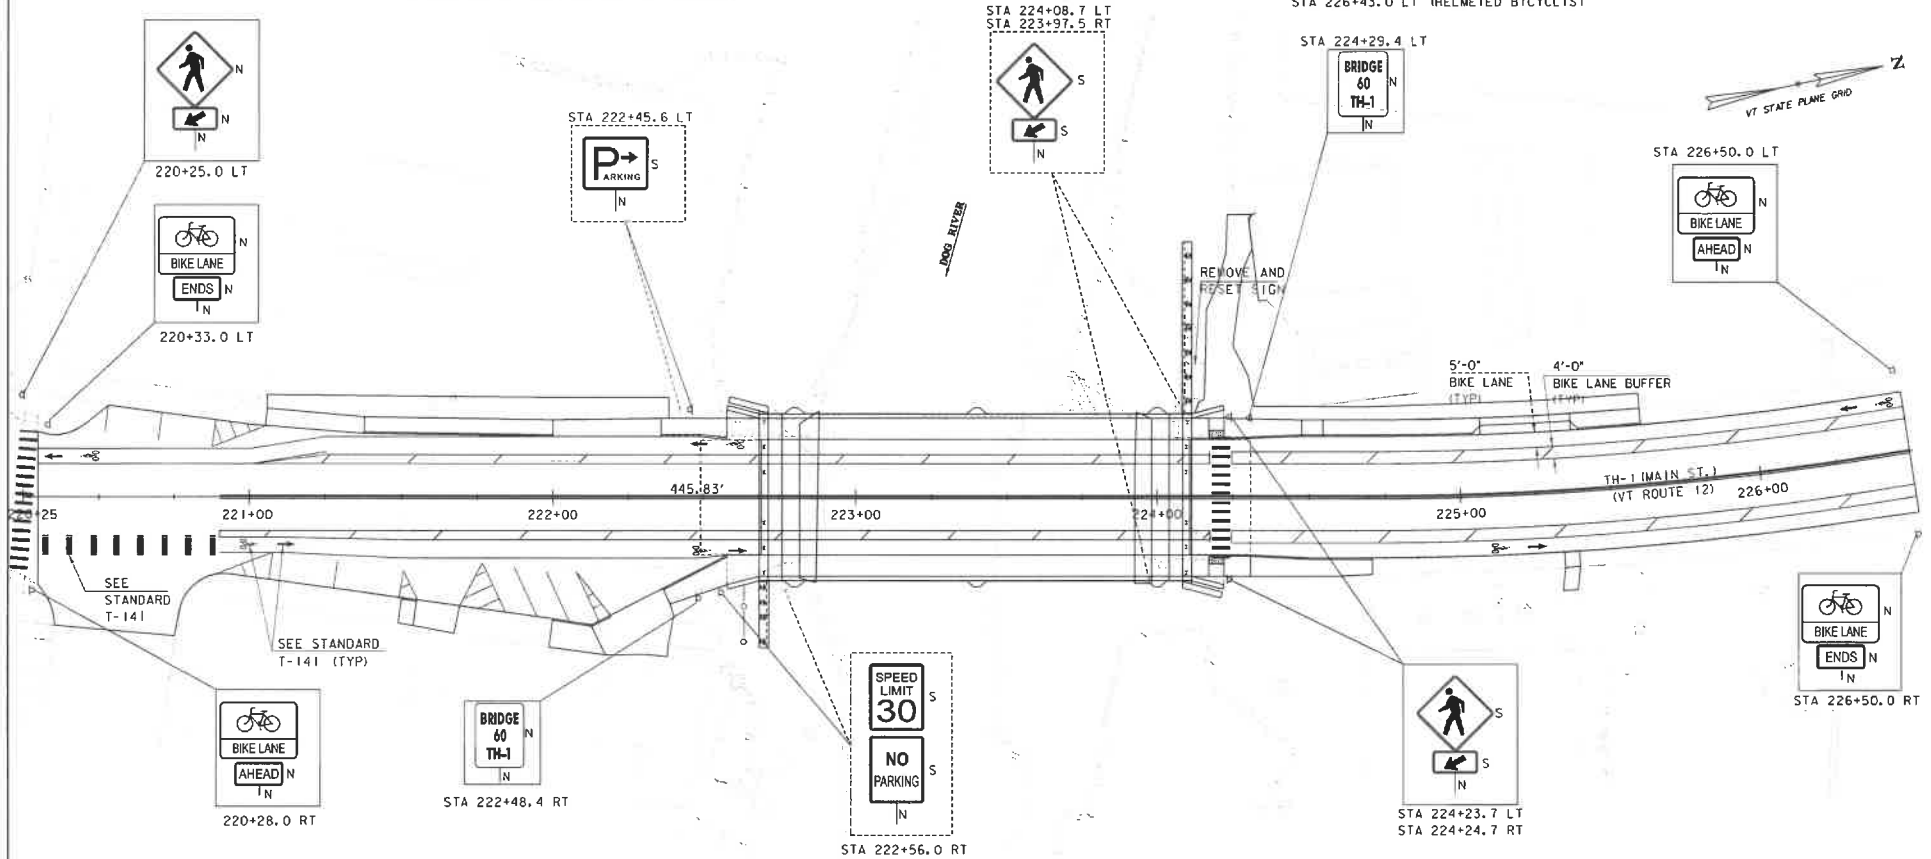 STA 224+08.7 LT
STA 223+97.5 RT
S
S
N
STA 226+43.0 LT (HELMETED BICYCLIST)
N
N
N
220+25.0 LT
STA 222+45.6 LT
P→
ARKING
S
N
STA 224+29.4 LT
BRIDGE
60
TH-1
N
N
Z
VT STATE PLANE GRID
STA 226+50.0 LT
BIKE LANE
N
AHEAD
N
N
BIKE LANE
N
ENDS
N
N
220+33.0 LT
DOG RIVER
REMOVE AND
RESET SIGN
5'-0"
BIKE LANE
(TYP)
4'-0"
BIKE LANE BUFFER
(TYP)
445.83'
TH-1 (MAIN ST.)
(VT ROUTE 12)
221+00
222+00
223+00
224+00
225+00
226+00
SEE
STANDARD
T-141
SEE STANDARD
T-141 (TYP)
BIKE LANE
AHEAD
N
N
220+28.0 RT
BRIDGE
60
TH-1
N
N
STA 222+48.4 RT
SPEED
LIMIT
30
S
NO
PARKING
S
N
STA 222+56.0 RT
S
S
N
STA 224+23.7 LT
STA 224+24.7 RT
BIKE LANE
N
ENDS
N
N
STA 226+50.0 RT